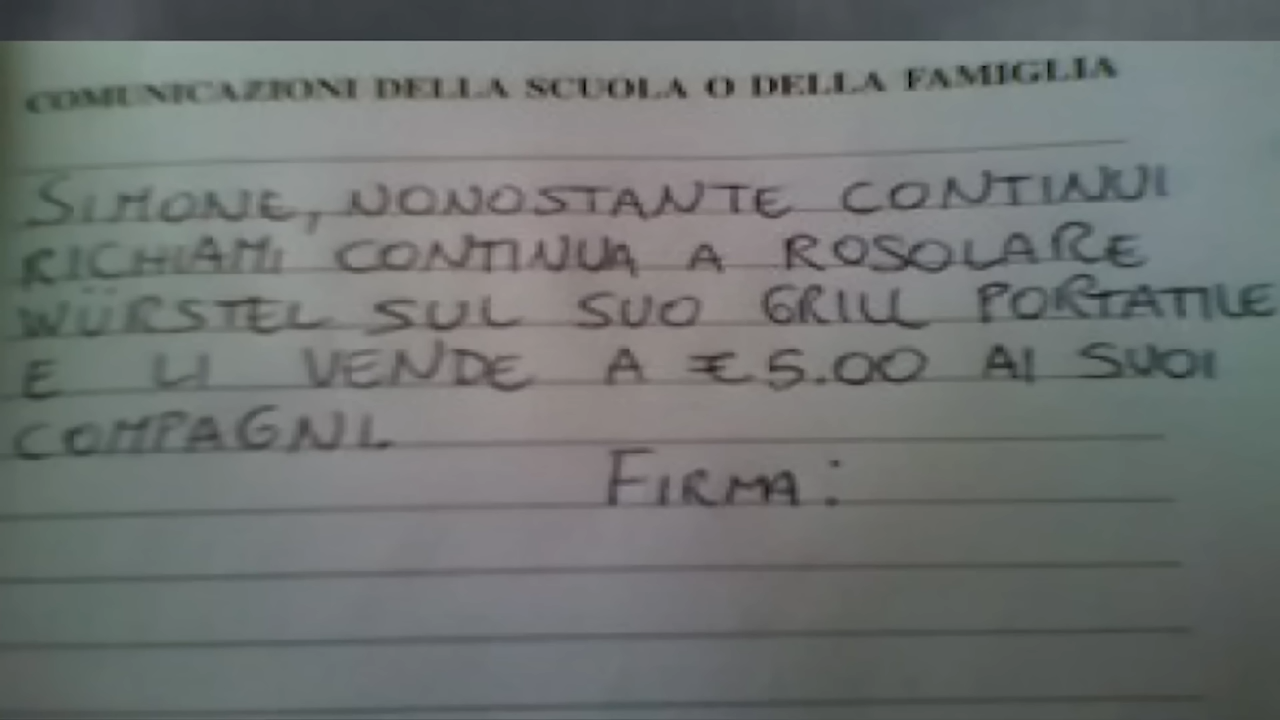 COMUNICAZIONI DELLA SCUOLA O DELLA FAMIGLIA
SIMONE, NONOSTANTE CONTINUI
RICHIAMI CONTINUA A ROSOLARE
WÜRSTEL SUL SUO GRILL PORTATILE
E LI VENDE A €5.00 AI SUOI
COMPAGNI.
FIRMA: